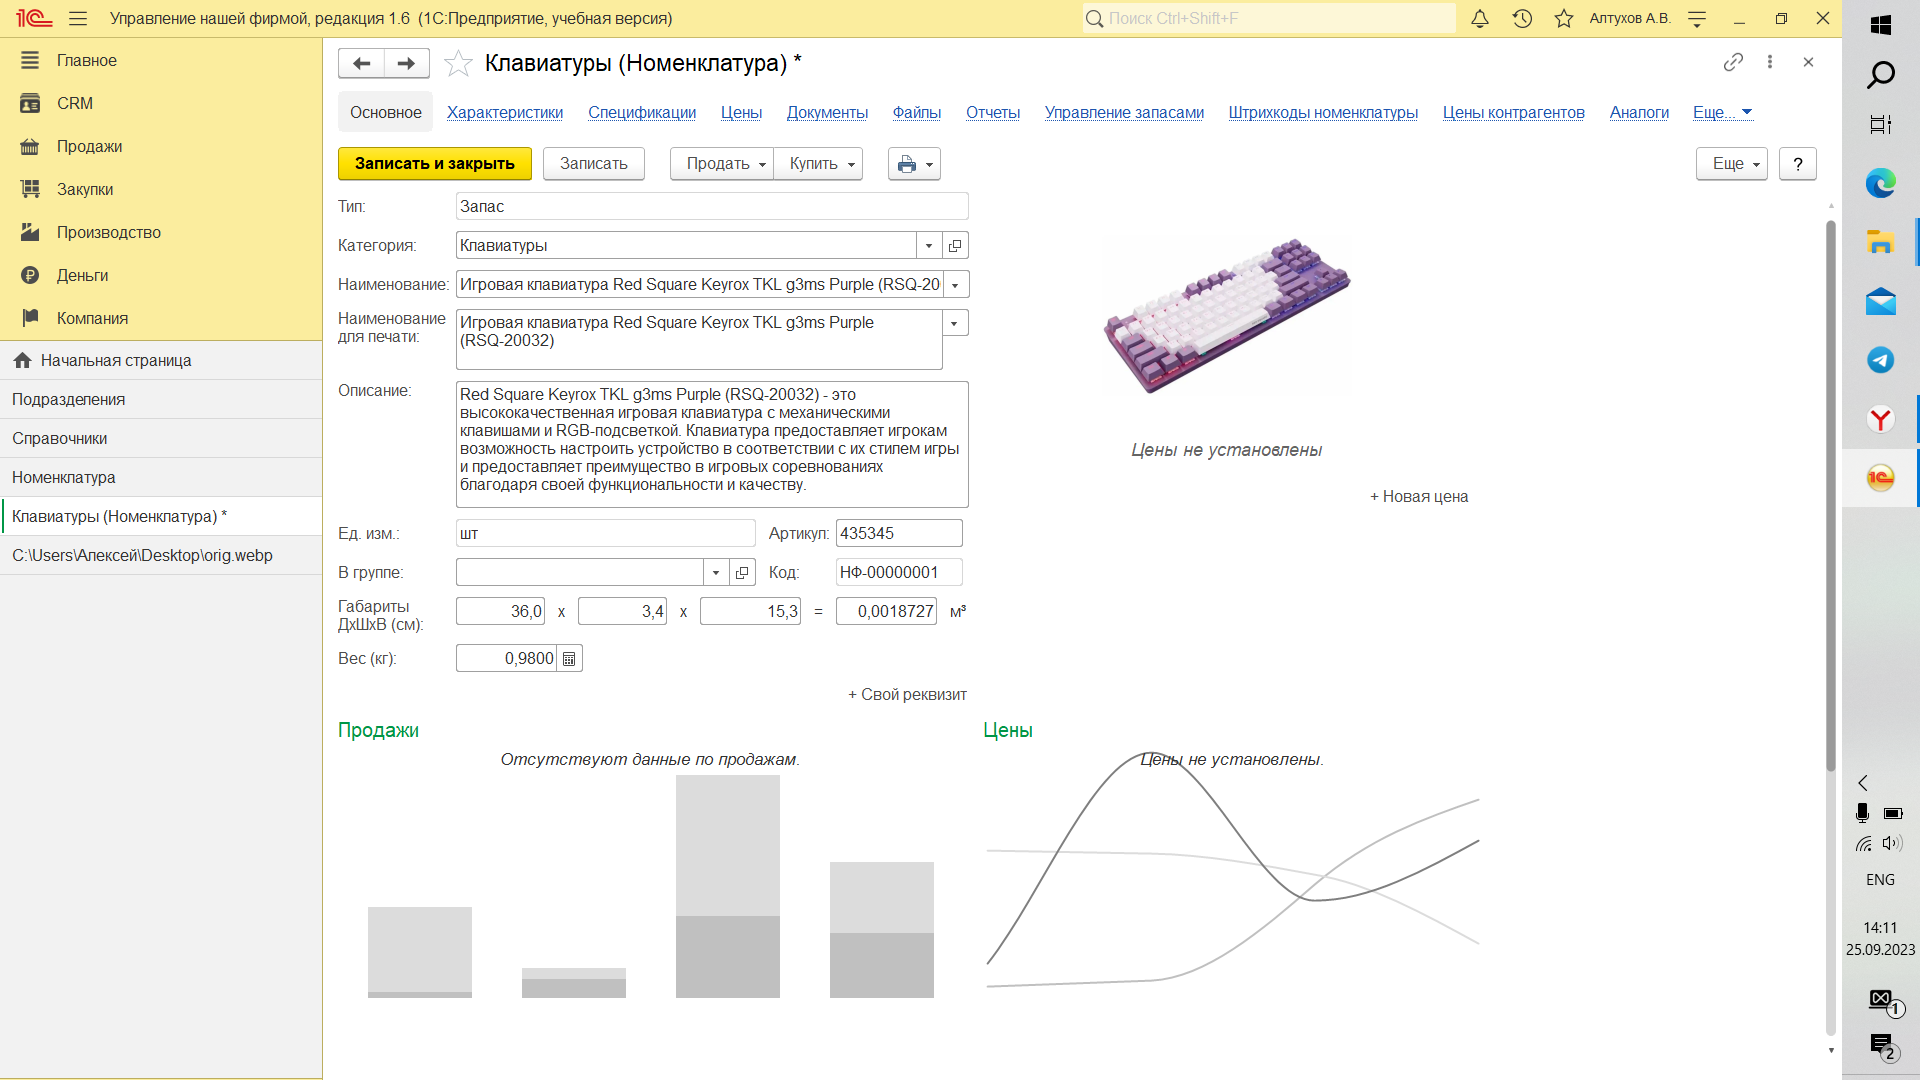 Управление нашей фирмой, редакция 1.6 (1С:Предприятие, учебная версия)
Поиск Ctrl+Shift+F
Алтухов А.В.
Главное
CRM
Продажи
Закупки
Производство
Деньги
Компания
Начальная страница
Подразделения
Справочники
Номенклатура
Клавиатуры (Номенклатура) *
C:\Users\Алексей\Desktop\orig.webp
Клавиатуры (Номенклатура) *
Основное Характеристики Спецификации Цены Документы Файлы Отчеты Управление запасами Штрихкоды номенклатуры Цены контрагентов Аналоги Еще...
Записать и закрыть Записать Продать Купить Еще ?
Тип: Запас
Категория: Клавиатуры
Наименование: Игровая клавиатура Red Square Keyrox TKL g3ms Purple (RSQ-20
Наименование для печати:
Игровая клавиатура Red Square Keyrox TKL g3ms Purple
(RSQ-20032)
Описание: Red Square Keyrox TKL g3ms Purple (RSQ-20032) - это
высококачественная игровая клавиатура с механическими
клавишами и RGB-подсветкой. Клавиатура предоставляет игрокам
возможность настроить устройство в соответствии с их стилем игры
и предоставляет преимущество в игровых соревнованиях
благодаря своей функциональности и качеству.
Цены не установлены
+ Новая цена
Ед. изм.: шт Артикул: 435345
В группе: Код: НФ-00000001
Габариты
ДхШхВ (см):
36,0 х 3,4 х 15,3 = 0,0018727 м³
Вес (кг): 0,9800
+ Свой реквизит
Продажи
Отсутствуют данные по продажам.
Цены
Цены не установлены.
ENG
14:11
25.09.2023
1
2